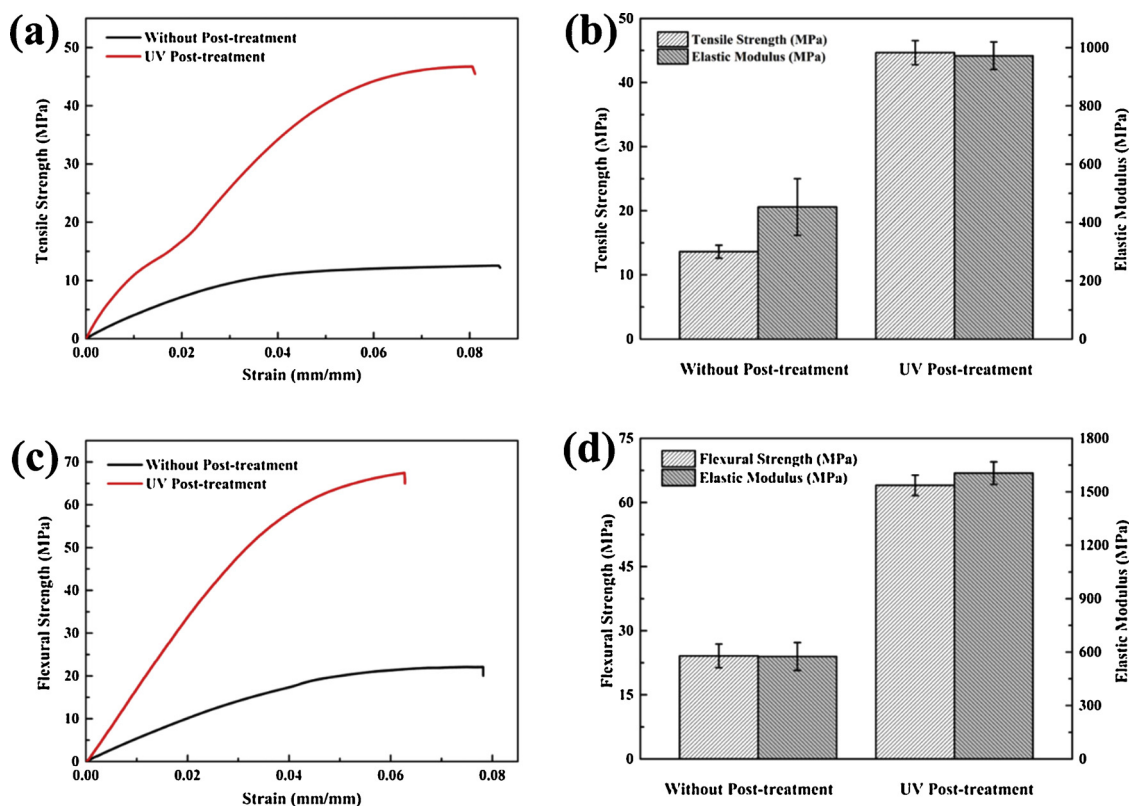 (a)
Without Post-treatment
UV Post-treatment
Tensile Strength (MPa)
50
40
30
20
10
0
0.00 0.02 0.04 0.06 0.08
Strain (mm/mm)
(b)
Tensile Strength (MPa)
Elastic Modulus (MPa)
Tensile Strength (MPa)
50
40
30
20
10
0
1000
800
600
400
200
0
Elastic Modulus (MPa)
Without Post-treatment UV Post-treatment
(c)
Without Post-treatment
UV Post-treatment
Flexural Strength (MPa)
70
60
50
40
30
20
10
0
0.00 0.02 0.04 0.06 0.08
Strain (mm/mm)
(d)
Flexural Strength (MPa)
Elastic Modulus (MPa)
Flexural Strength (MPa)
75
60
45
30
15
0
1800
1500
1200
900
600
300
0
Elastic Modulus (MPa)
Without Post-treatment UV Post-treatment